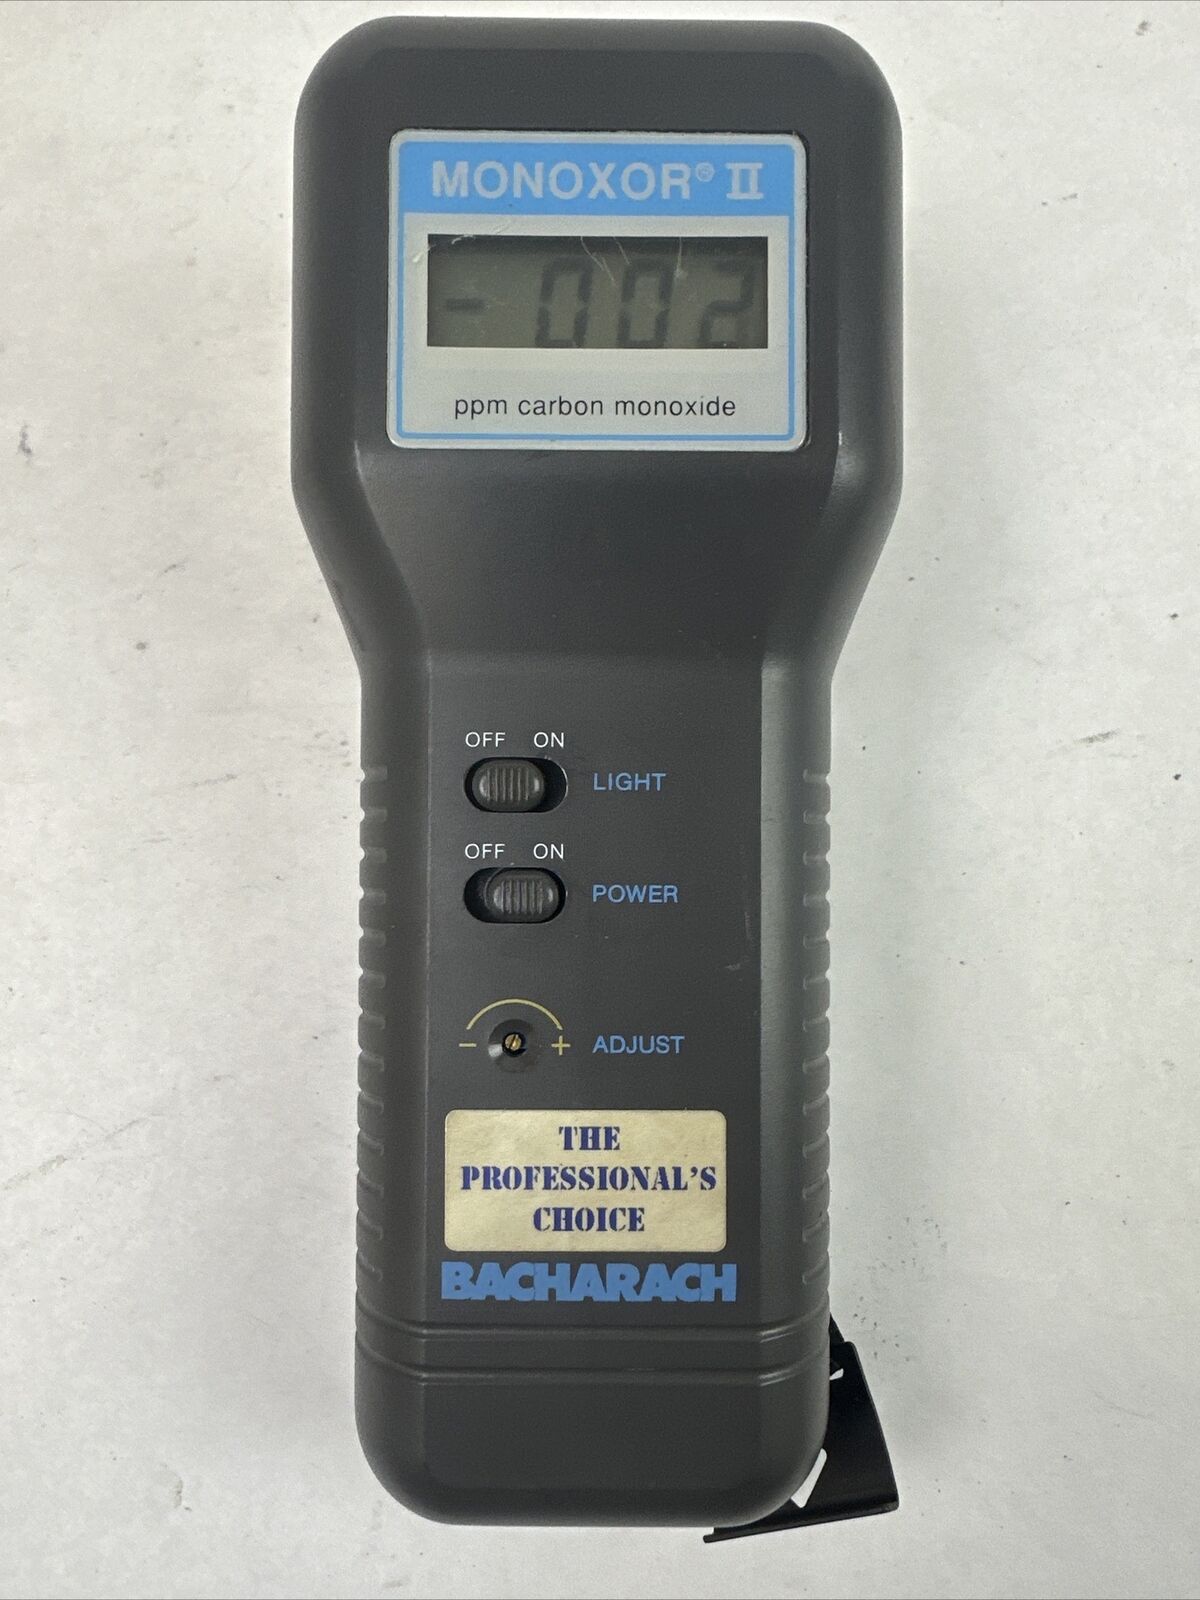 MONOXOR® II
- 002
ppm carbon monoxide
OFF ON
LIGHT
OFF ON
POWER
- + ADJUST
THE
PROFESSIONAL'S
CHOICE
BACHARACH